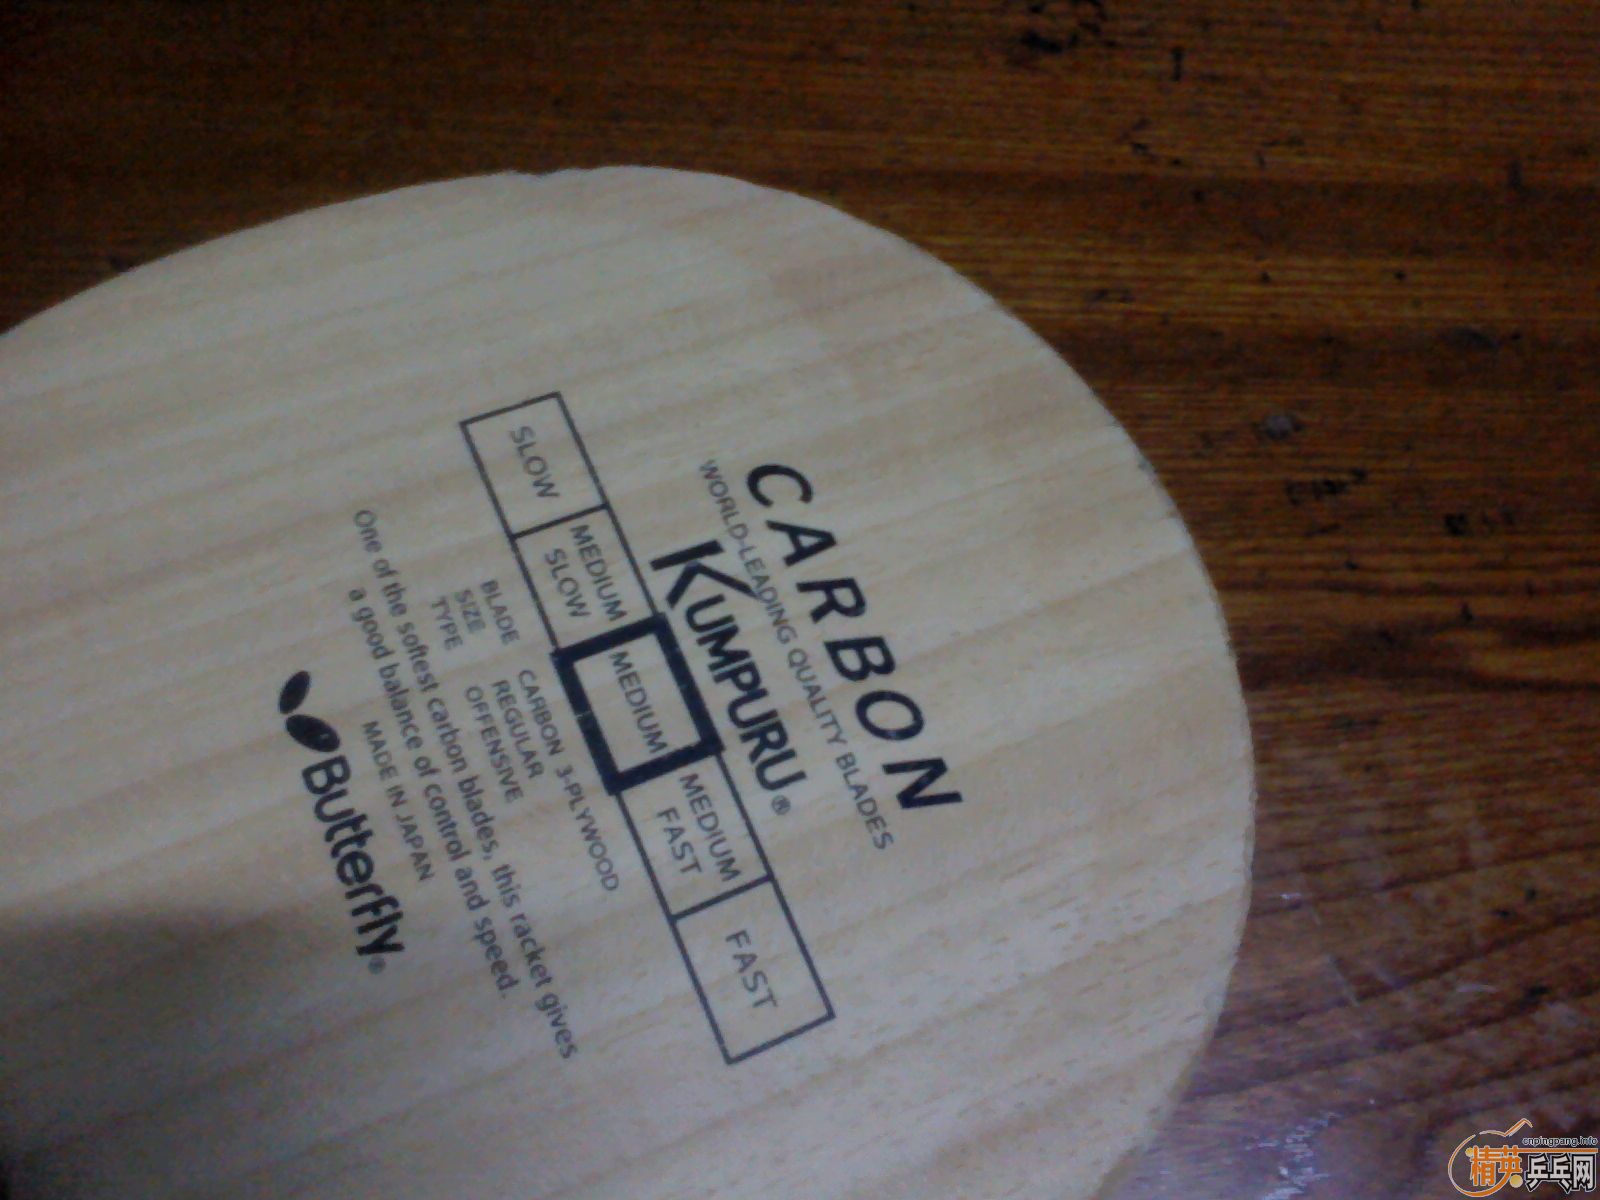 CARBON
WORLD-LEADING QUALITY BLADES
KUMPURU®
SLOW
MEDIUM
SLOW
MEDIUM
MEDIUM
FAST
FAST
BLADE CARBON 3-PLYWOOD
SIZE REGULAR
TYPE OFFENSIVE
One of the softest carbon blades, this racket gives
a good balance of control and speed.
MADE IN JAPAN
Butterfly®
cnpingpang.info
精英乒乓网